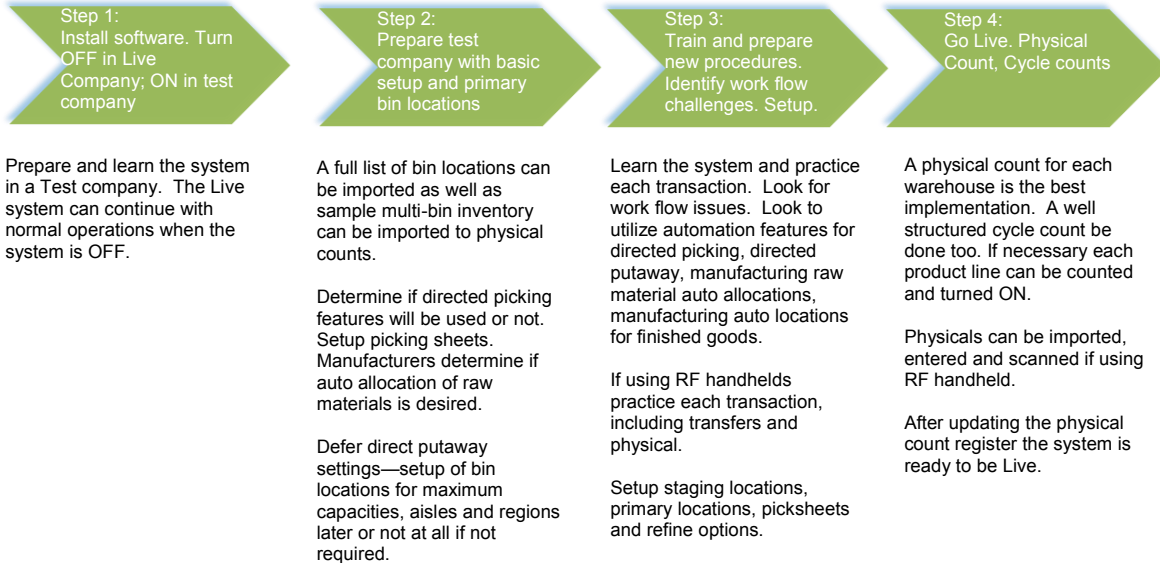 Step 1:
Install software. Turn
OFF in Live
Company; ON in test
company
Prepare and learn the system
in a Test company.  The Live
system can continue with
normal operations when the
system is OFF.
Step 2:
Prepare test
company with basic
setup and primary
bin locations
A full list of bin locations can
be imported as well as
sample multi-bin inventory
can be imported to physical
counts.
Determine if directed picking
features will be used or not.
Setup picking sheets.
Manufacturers determine if
auto allocation of raw
materials is desired.
Defer direct putaway
settings—setup of bin
locations for maximum
capacities, aisles and regions
later or not at all if not
required.
Step 3:
Train and prepare
new procedures.
Identify work flow
challenges. Setup.
Learn the system and practice
each transaction.  Look for
work flow issues.  Look to
utilize automation features for
directed picking, directed
putaway, manufacturing raw
material auto allocations,
manufacturing auto locations
for finished goods.
If using RF handhelds
practice each transaction,
including transfers and
physical.
Setup staging locations,
primary locations, picksheets
and refine options.
Step 4:
Go Live. Physical
Count, Cycle counts
A physical count for each
warehouse is the best
implementation.  A well
structured cycle count be
done too. If necessary each
product line can be counted
and turned ON.
Physicals can be imported,
entered and scanned if using
RF handheld.
After updating the physical
count register the system is
ready to be Live.